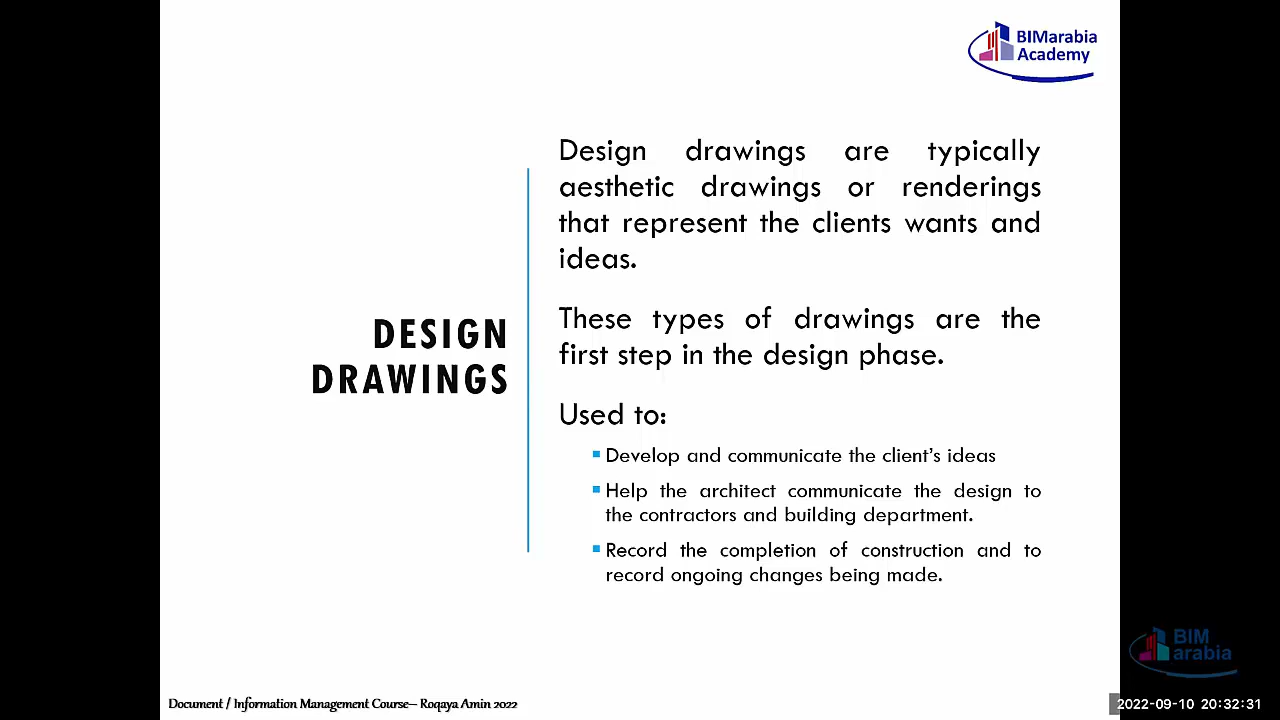 BIMarabia
Academy
Design drawings are typically
aesthetic drawings or renderings
that represent the clients wants and
ideas.
These types of drawings are the
first step in the design phase.
DESIGN
DRAWINGS
Used to:
Develop and communicate the client's ideas
Help the architect communicate the design to
the contractors and building department.
Record the completion of construction and to
record ongoing changes being made.
BIM
arabia
Document / Information Management Course– Roqaya Amin 2022
2022-09-10 20:32:31